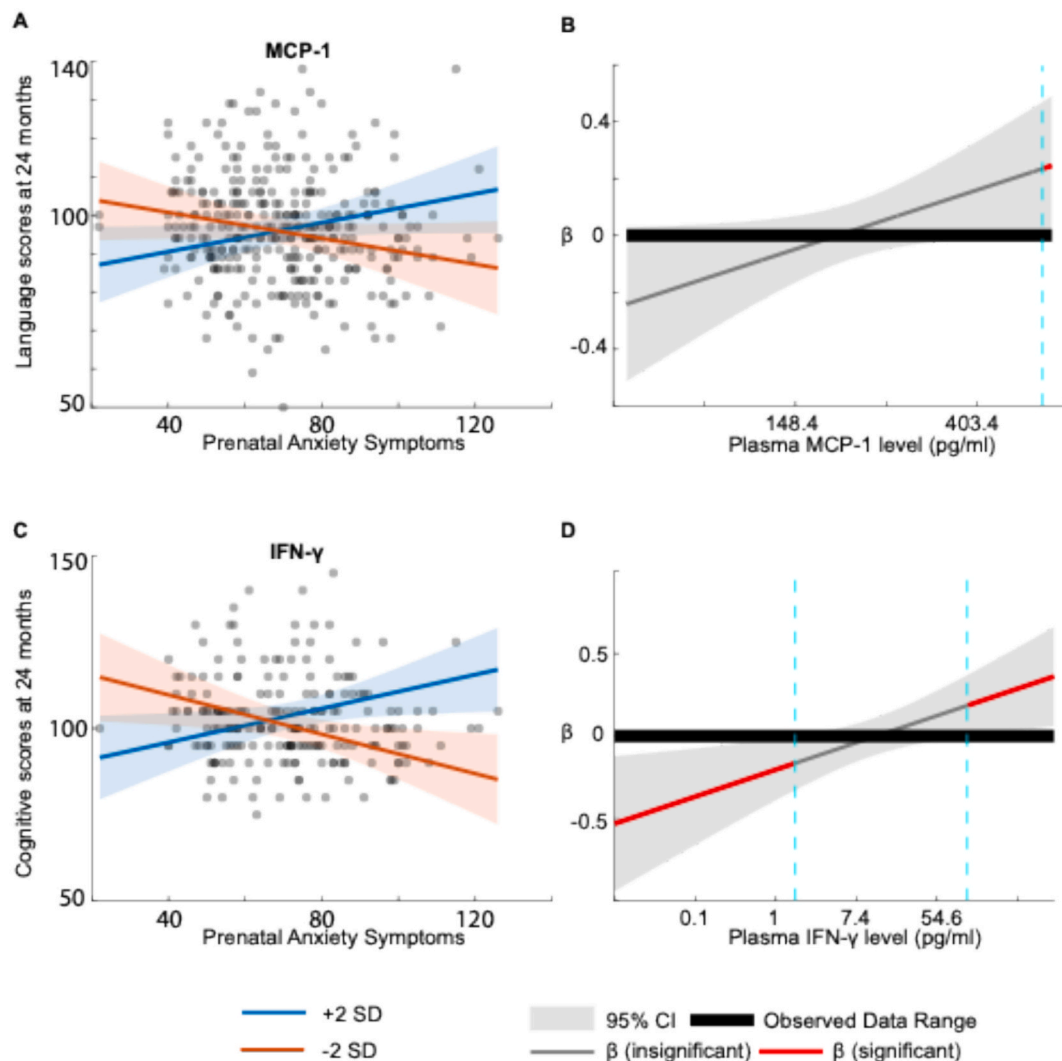 A
MCP-1
Language scores at 24 months
140
100
50
40
80
120
Prenatal Anxiety Symptoms
B
β
0.4
0
-0.4
148.4
403.4
Plasma MCP-1 level (pg/ml)
C
IFN-γ
Cognitive scores at 24 months
150
100
50
40
80
120
Prenatal Anxiety Symptoms
D
β
0.5
0
-0.5
0.1
1
7.4
54.6
Plasma IFN-γ level (pg/ml)
+2 SD
-2 SD
95% CI
Observed Data Range
β (insignificant)
β (significant)